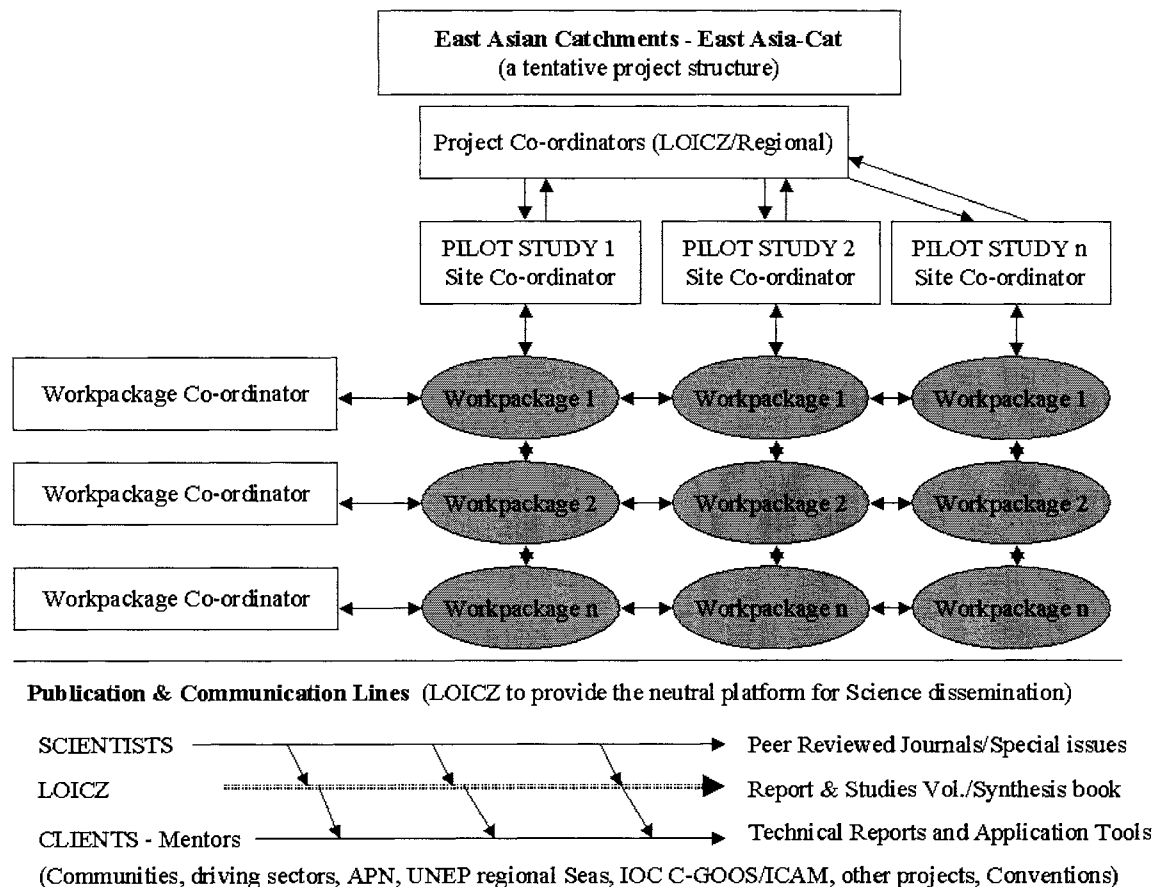 East Asian Catchments - East Asia-Cat
(a tentative project structure)
Project Co-ordinators (LOICZ/Regional)
PILOT STUDY 1
Site Co-ordinator
PILOT STUDY 2
Site Co-ordinator
PILOT STUDY n
Site Co-ordinator
Workpackage Co-ordinator
Workpackage 1
Workpackage 1
Workpackage 1
Workpackage Co-ordinator
Workpackage 2
Workpackage 2
Workpackage 2
Workpackage Co-ordinator
Workpackage n
Workpackage n
Workpackage n
Publication & Communication Lines (LOICZ to provide the neutral platform for Science dissemination)
SCIENTISTS
Peer Reviewed Journals/Special issues
LOICZ
Report & Studies Vol./Synthesis book
CLIENTS - Mentors
Technical Reports and Application Tools
(Communities, driving sectors, APN, UNEP regional Seas, IOC C-GOOS/ICAM, other projects, Conventions)